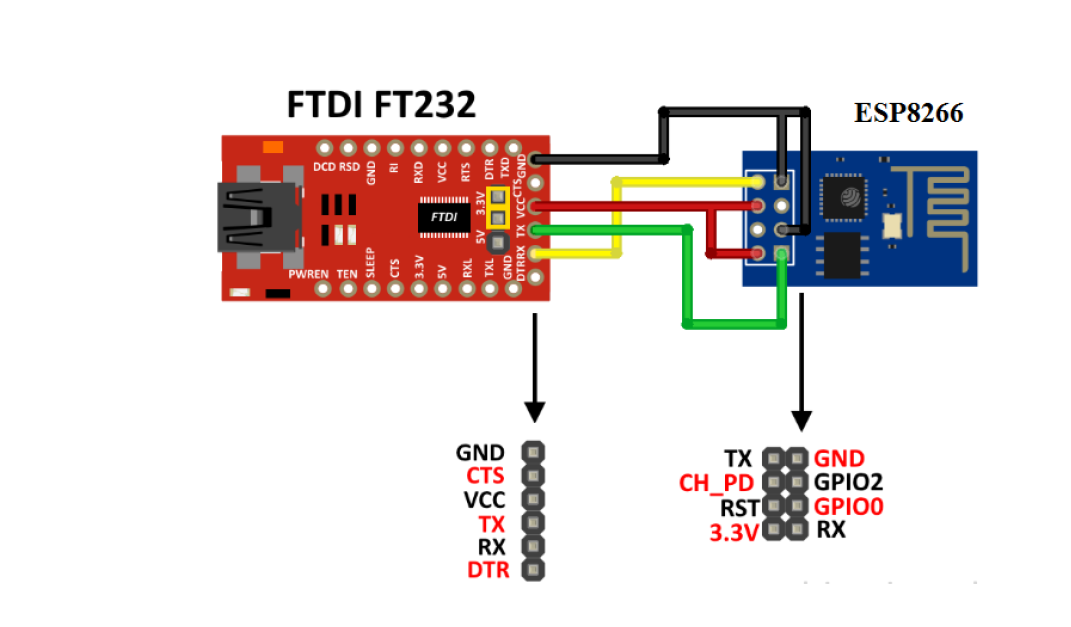 FTDI FT232
ESP8266
DCD RSD GND RI RXD VCC RTS DTR TXD GND
CTS
VCC
TX
RX
DTR
3.3V
5V
FTDI
PWREN TEN SLEEP CTS 3.3V 5V RXL TXL GND
GND
CTS
VCC
TX
RX
DTR
TX GND
CH_PD GPIO2
RST GPIO0
3.3V RX